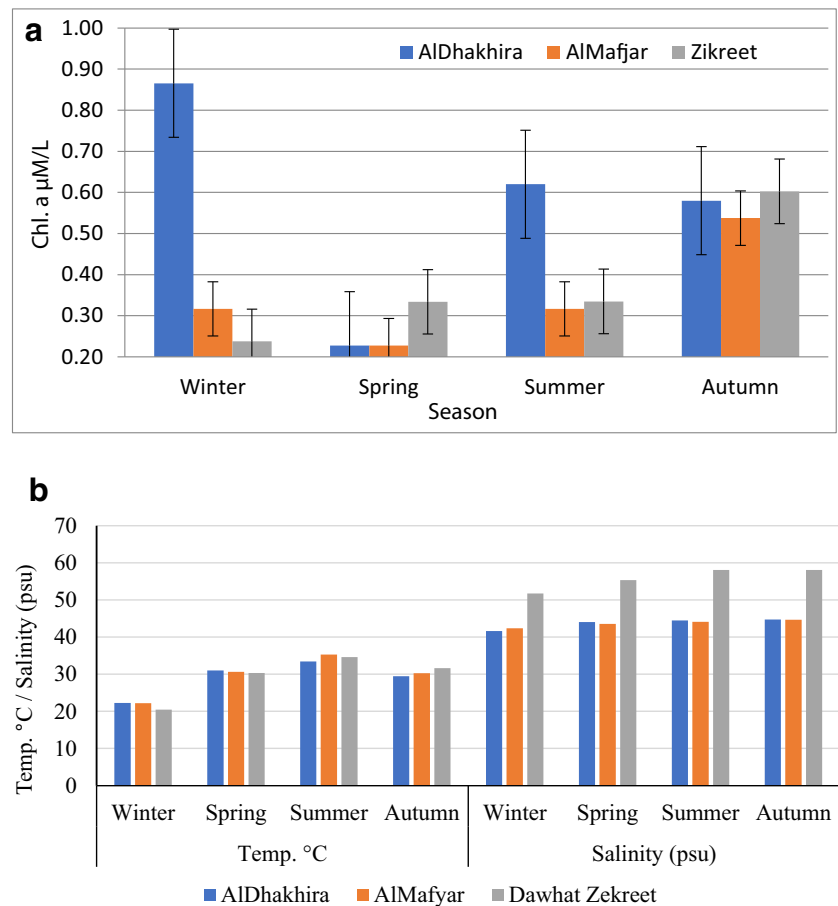 a
AlDhakhira AlMafjar Zikreet
1.00
0.90
0.80
0.70
0.60
0.50
0.40
0.30
0.20
Chl. a µM/L
Winter Spring Summer Autumn
Season
b
70
60
50
40
30
20
10
0
Temp. °C / Salinity (psu)
Winter Spring Summer Autumn Winter Spring Summer Autumn
Temp. °C Salinity (psu)
AlDhakhira AlMafyar Dawhat Zekreet